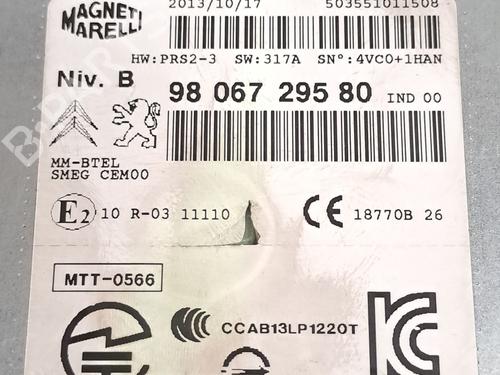 MAGNETI
MARELLI
2013/10/17
503551011508
HW:PRS2-3 SW:317A SN°:4VC0+1HAN
Niv. B
98 067 295 80 IND 00
MM-BTEL
SMEG CEM00
E2 10 R-03 11110
CE 18770B 26
MTT-0566
CCAB13LP1220T